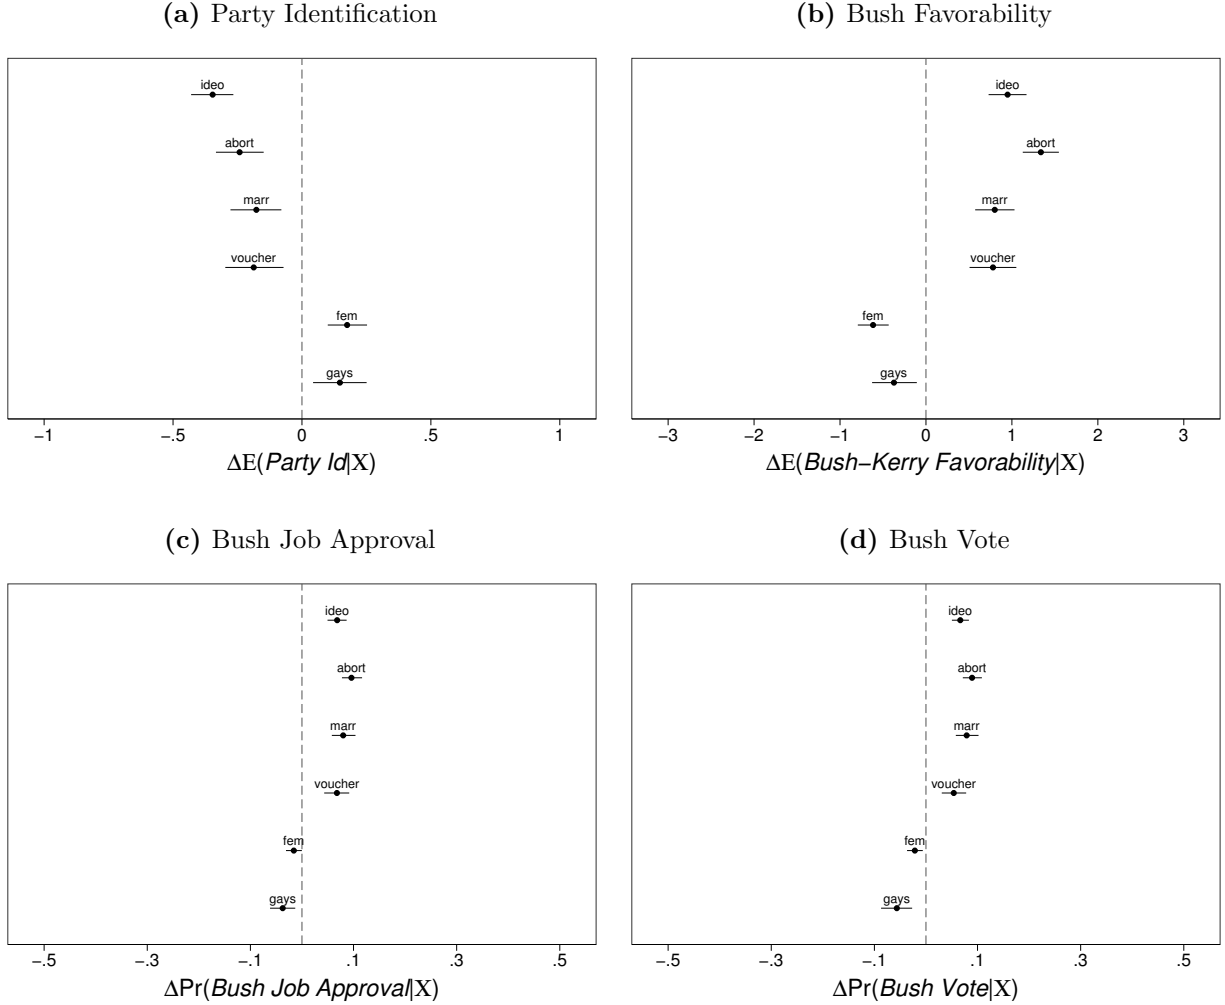 (a) Party Identification
ideo
abort
marr
voucher
fem
gays
−1 −.5 0 .5 1
ΔE(Party Id|X)
(b) Bush Favorability
ideo
abort
marr
voucher
fem
gays
−3 −2 −1 0 1 2 3
ΔE(Bush−Kerry Favorability|X)
(c) Bush Job Approval
ideo
abort
marr
voucher
fem
gays
−.5 −.3 −.1 .1 .3 .5
ΔPr(Bush Job Approval|X)
(d) Bush Vote
ideo
abort
marr
voucher
fem
gays
−.5 −.3 −.1 .1 .3 .5
ΔPr(Bush Vote|X)